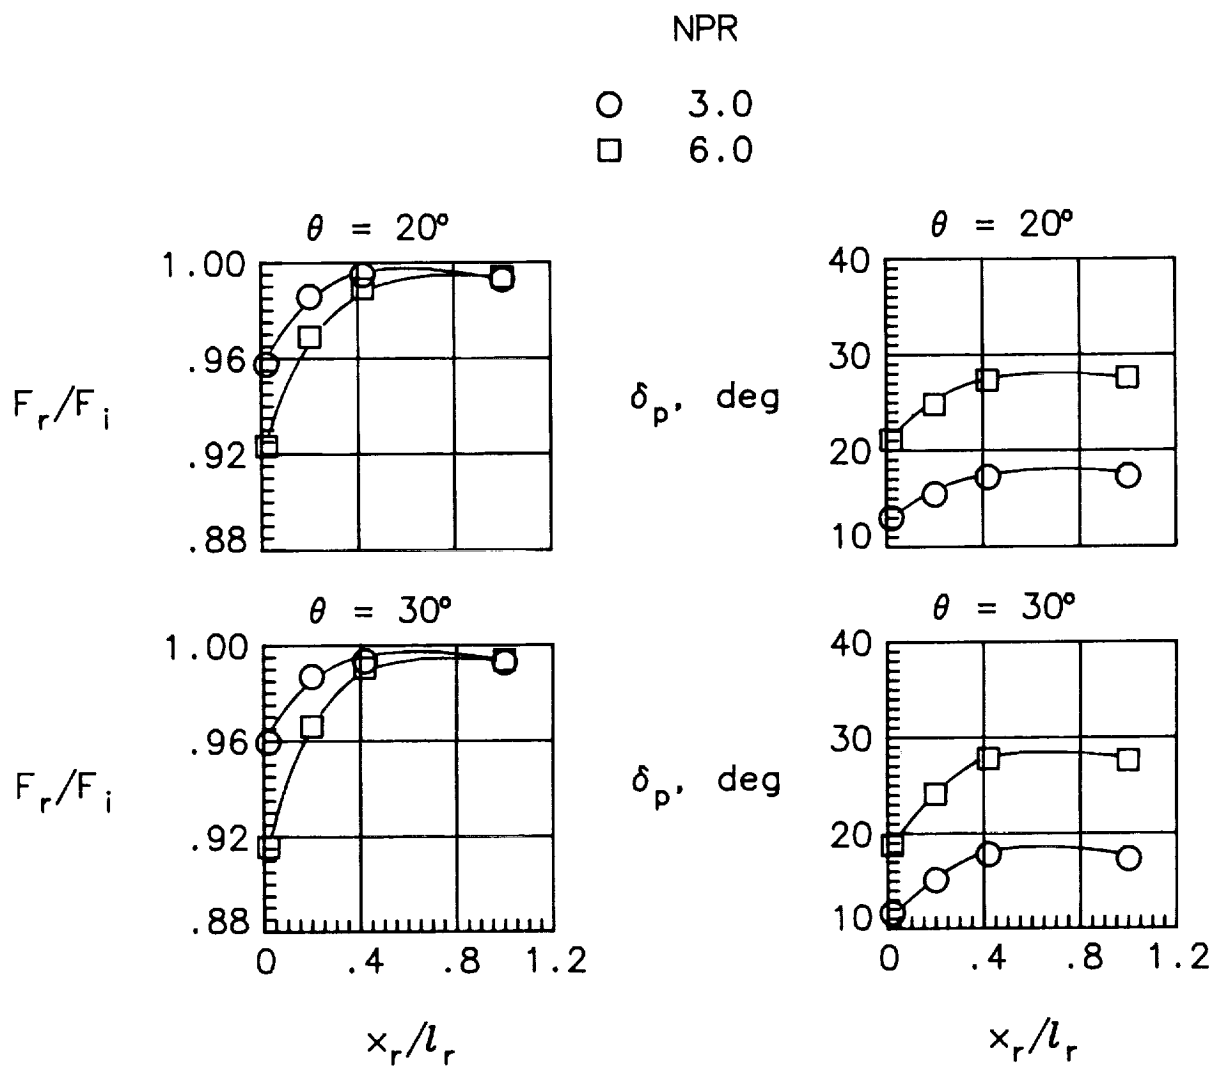 NPR
3.0
6.0
θ = 20°
θ = 20°
1.00
.96
.92
.88
F_r/F_i
40
30
20
10
δ_p, deg
θ = 30°
θ = 30°
1.00
.96
.92
.88
F_r/F_i
0 .4 .8 1.2
x_r/l_r
40
30
20
10
δ_p, deg
0 .4 .8 1.2
x_r/l_r